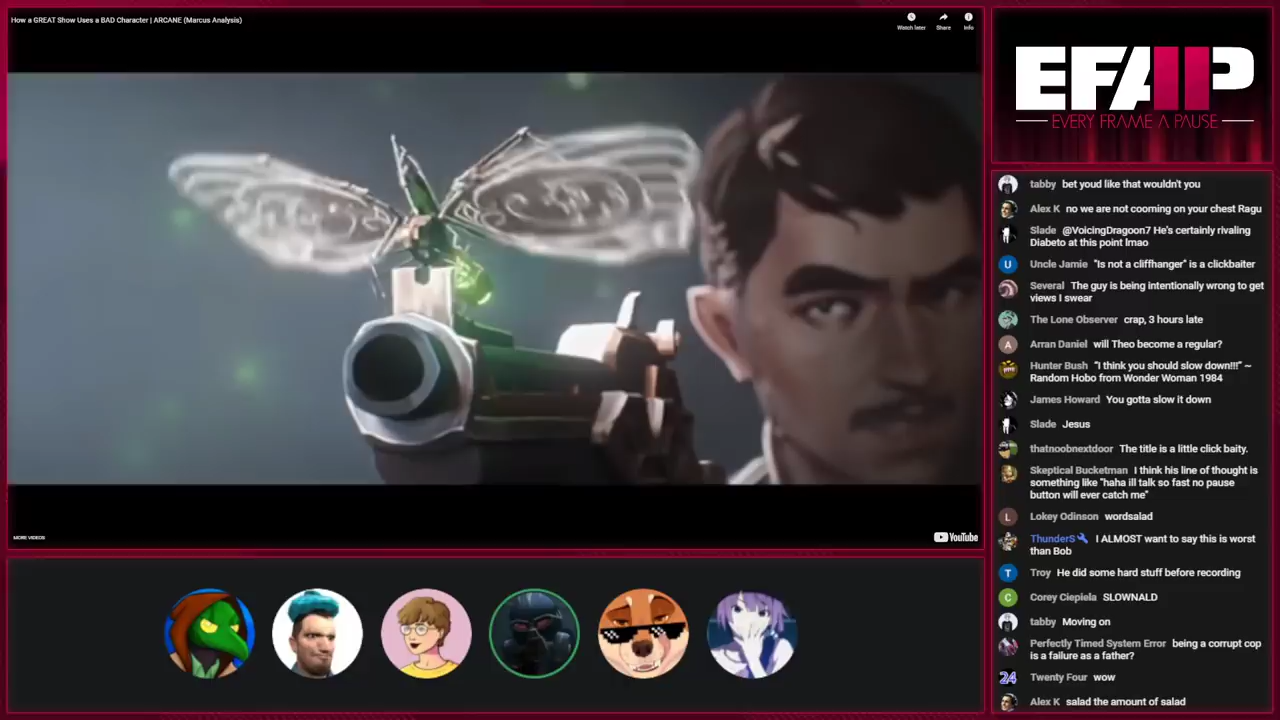 How a GREAT Show Uses a BAD Character | ARCANE (Marcus Analysis)
Watch later
Share
Info
MORE VIDEOS
YouTube
EFAP
EVERY FRAME A PAUSE
tabby bet youd like that wouldn't you
Alex K no we are not cooming on your chest Ragu
Slade @VoicingDragoon7 He's certainly rivaling
Diabeto at this point lmao
U
Uncle Jamie "Is not a cliffhanger" is a clickbaiter
Several The guy is being intentionally wrong to get
views I swear
The Lone Observer crap, 3 hours late
A
Arran Daniel will Theo become a regular?
Hunter Bush “I think you should slow down!!!” ~
Random Hobo from Wonder Woman 1984
James Howard You gotta slow it down
Slade Jesus
thatnoobnextdoor The title is a little click baity.
Skeptical Bucketman I think his line of thought is
something like "haha ill talk so fast no pause
button will ever catch me"
L
Lokey Odinson wordsalad
ThunderS I ALMOST want to say this is worst
than Bob
T
Troy He did some hard stuff before recording
C
Corey Ciepiela SLOWNALD
tabby Moving on
Perfectly Timed System Error being a corrupt cop
is a failure as a father?
24
Twenty Four wow
Alex K salad the amount of salad